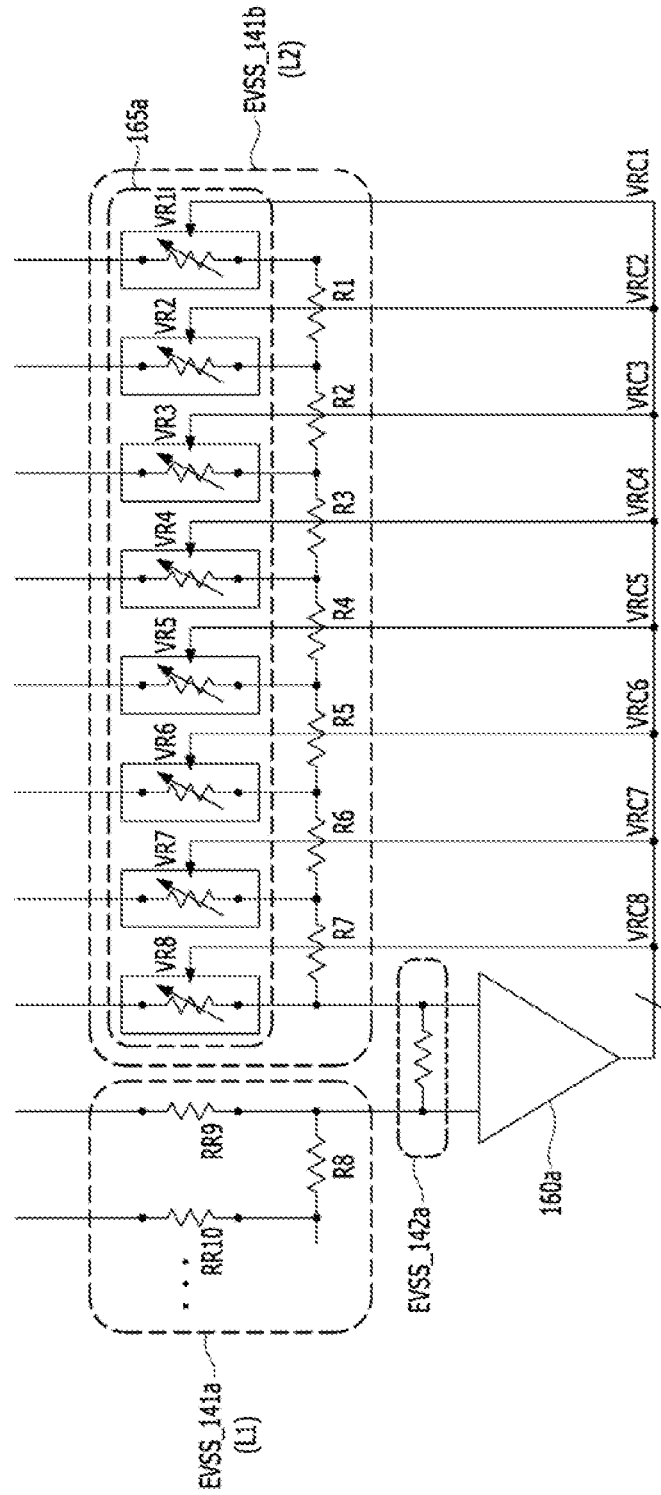 EVSS_141a
(L1)
EVSS_141b
(L2)
165a
VR8
VR7
VR6
VR5
VR4
VR3
VR2
VR1
RR10
RR9
R8
R7
R6
R5
R4
R3
R2
R1
EVSS_142a
160a
VRC8
VRC7
VRC6
VRC5
VRC4
VRC3
VRC2
VRC1